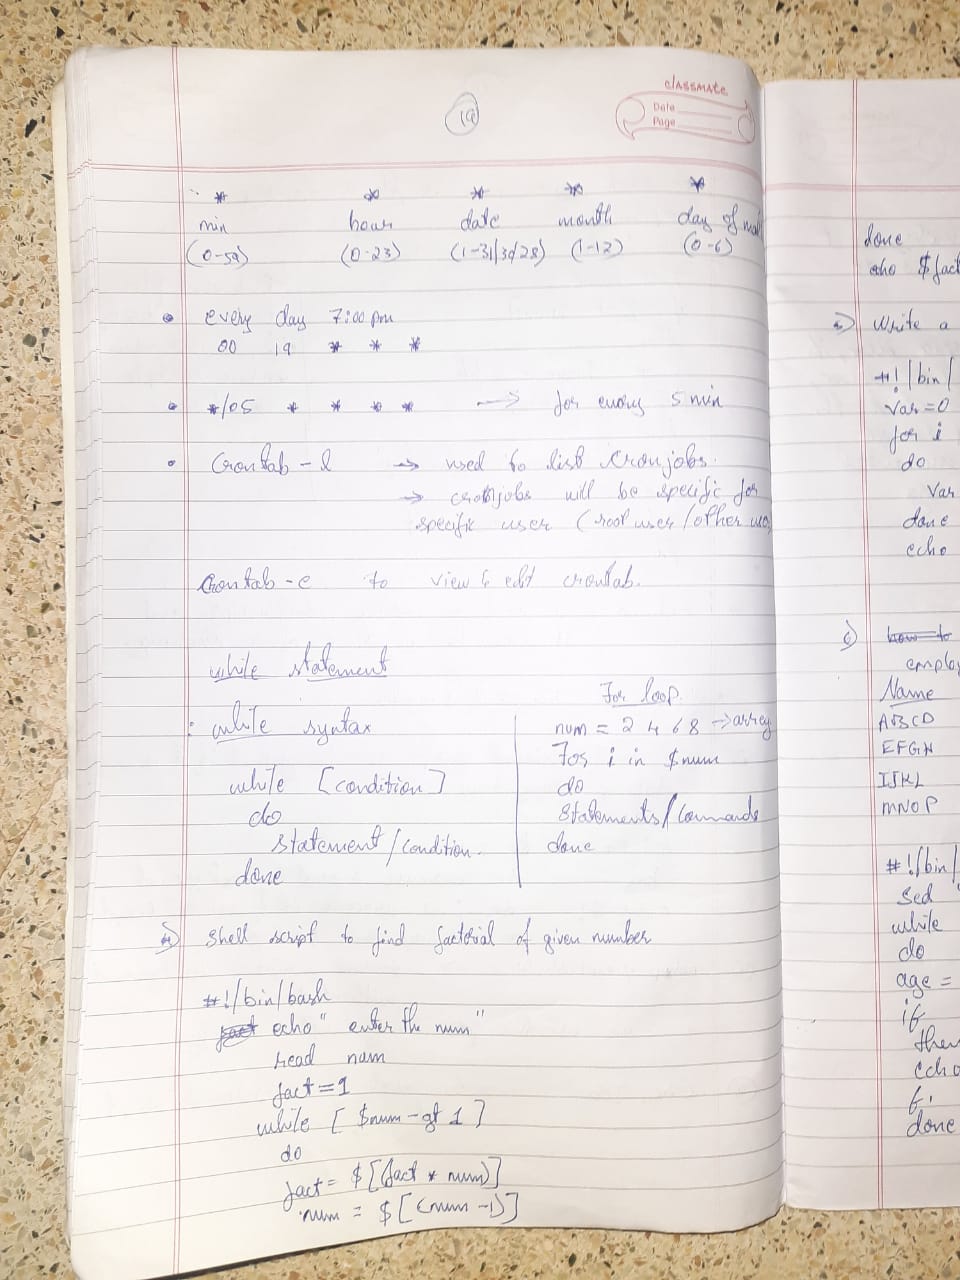 19
classmate
Date
Page
* * * * *
min hours date month day of
(0-59) (0-23) (1-31/30/28) (1-12) (0-6)
• every day 7:00 pm
00 19 * * *
• */05 * * * * → for every 5 min
• Crontab -l → used to list Cronjobs.
→ cronjobs will be specific for
specific user (root user/other
Crontab -e to view & edit crontab.
while statement
: while syntax
while [condition]
do
statement/condition.
done
For loop.
num = 2 4 6 8 → array
For i in $num
do
Statements/Commands
done
a) Shell script to find factorial of given number
#!/bin/bash
echo " enter the num"
read num
fact=1
while [ $num -gt 1 ]
do
fact = $[(fact * num)]
num = $[(num -1)]
done
echo $fact
Write a
#!/bin/
Var=0
for i
do
Var
done
echo
c) how to
employ
Name
ABCD
EFGH
IJKL
MNOP
#!/bin/
Sed
while
do
age =
if
then
echo
fi
done